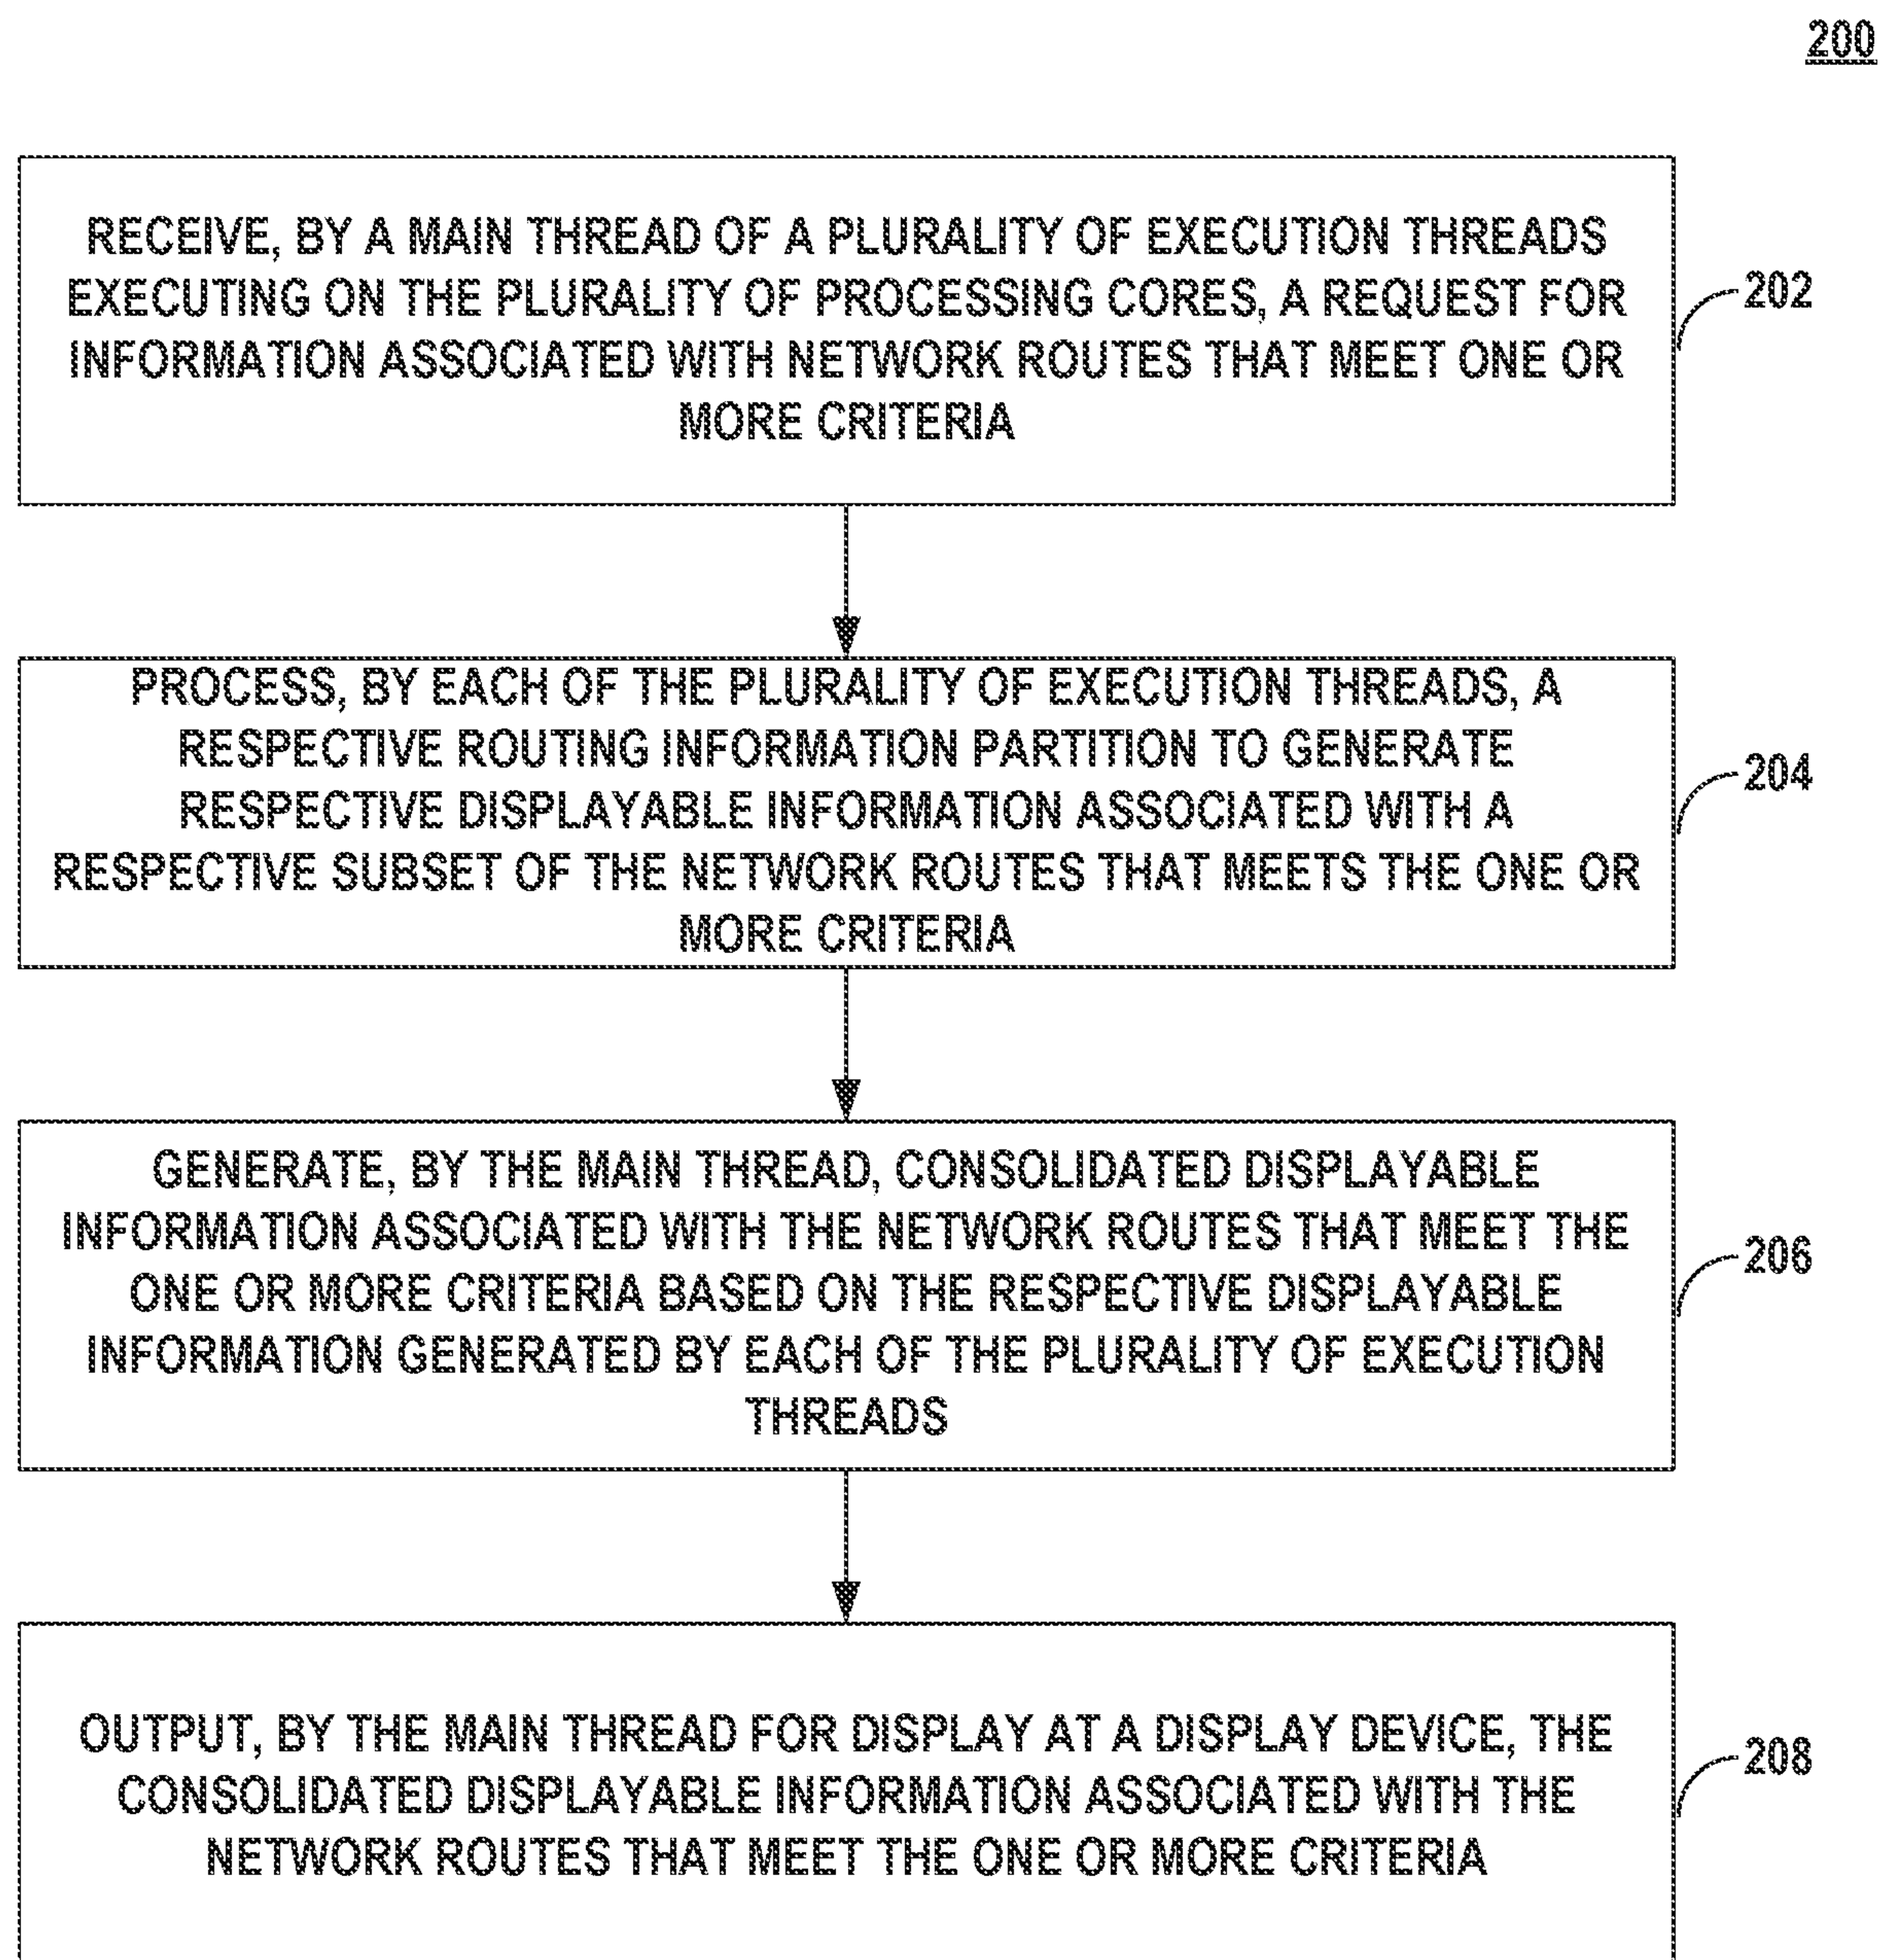 200
RECEIVE, BY A MAIN THREAD OF A PLURALITY OF EXECUTION THREADS
EXECUTING ON THE PLURALITY OF PROCESSING CORES, A REQUEST FOR
INFORMATION ASSOCIATED WITH NETWORK ROUTES THAT MEET ONE OR
MORE CRITERIA
202
PROCESS, BY EACH OF THE PLURALITY OF EXECUTION THREADS, A
RESPECTIVE ROUTING INFORMATION PARTITION TO GENERATE
RESPECTIVE DISPLAYABLE INFORMATION ASSOCIATED WITH A
RESPECTIVE SUBSET OF THE NETWORK ROUTES THAT MEETS THE ONE OR
MORE CRITERIA
204
GENERATE, BY THE MAIN THREAD, CONSOLIDATED DISPLAYABLE
INFORMATION ASSOCIATED WITH THE NETWORK ROUTES THAT MEET THE
ONE OR MORE CRITERIA BASED ON THE RESPECTIVE DISPLAYABLE
INFORMATION GENERATED BY EACH OF THE PLURALITY OF EXECUTION
THREADS
206
OUTPUT, BY THE MAIN THREAD FOR DISPLAY AT A DISPLAY DEVICE, THE
CONSOLIDATED DISPLAYABLE INFORMATION ASSOCIATED WITH THE
NETWORK ROUTES THAT MEET THE ONE OR MORE CRITERIA
208